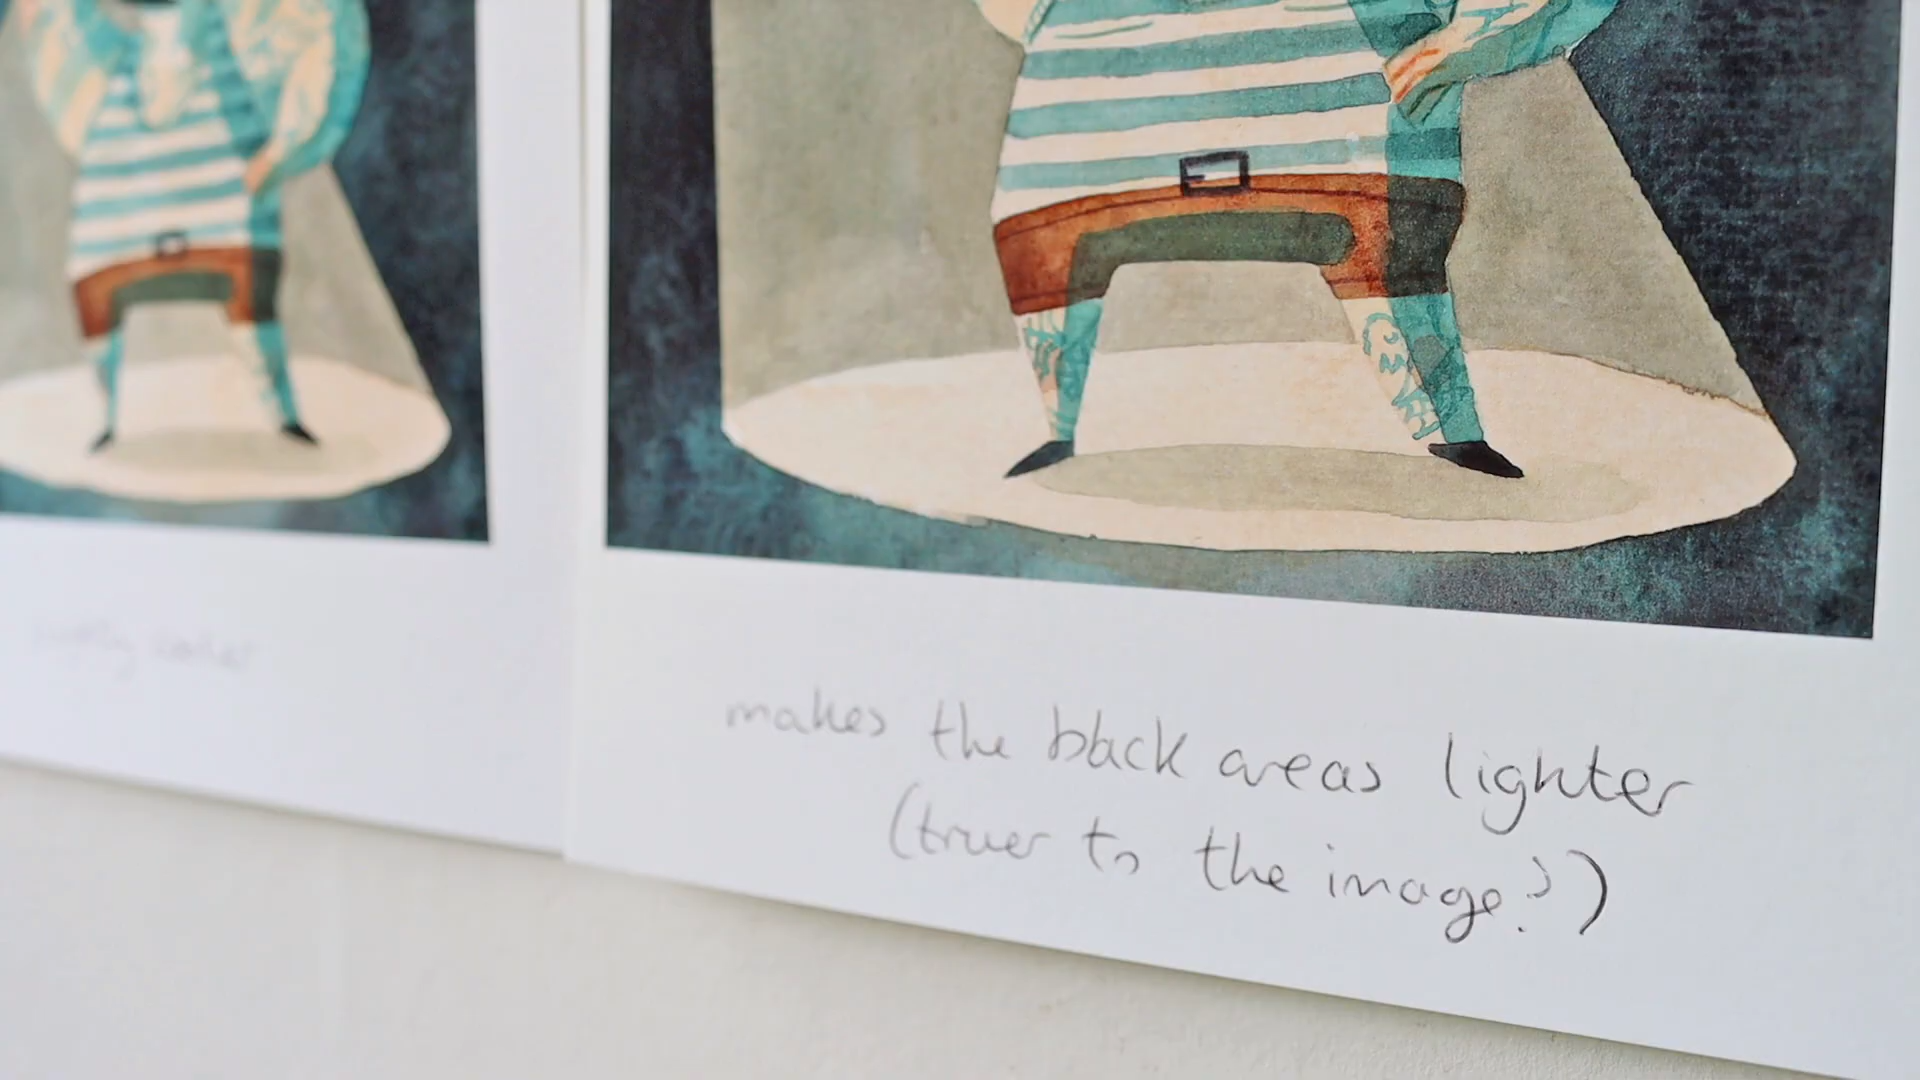 makes the black areas lighter
(truer to the image?)